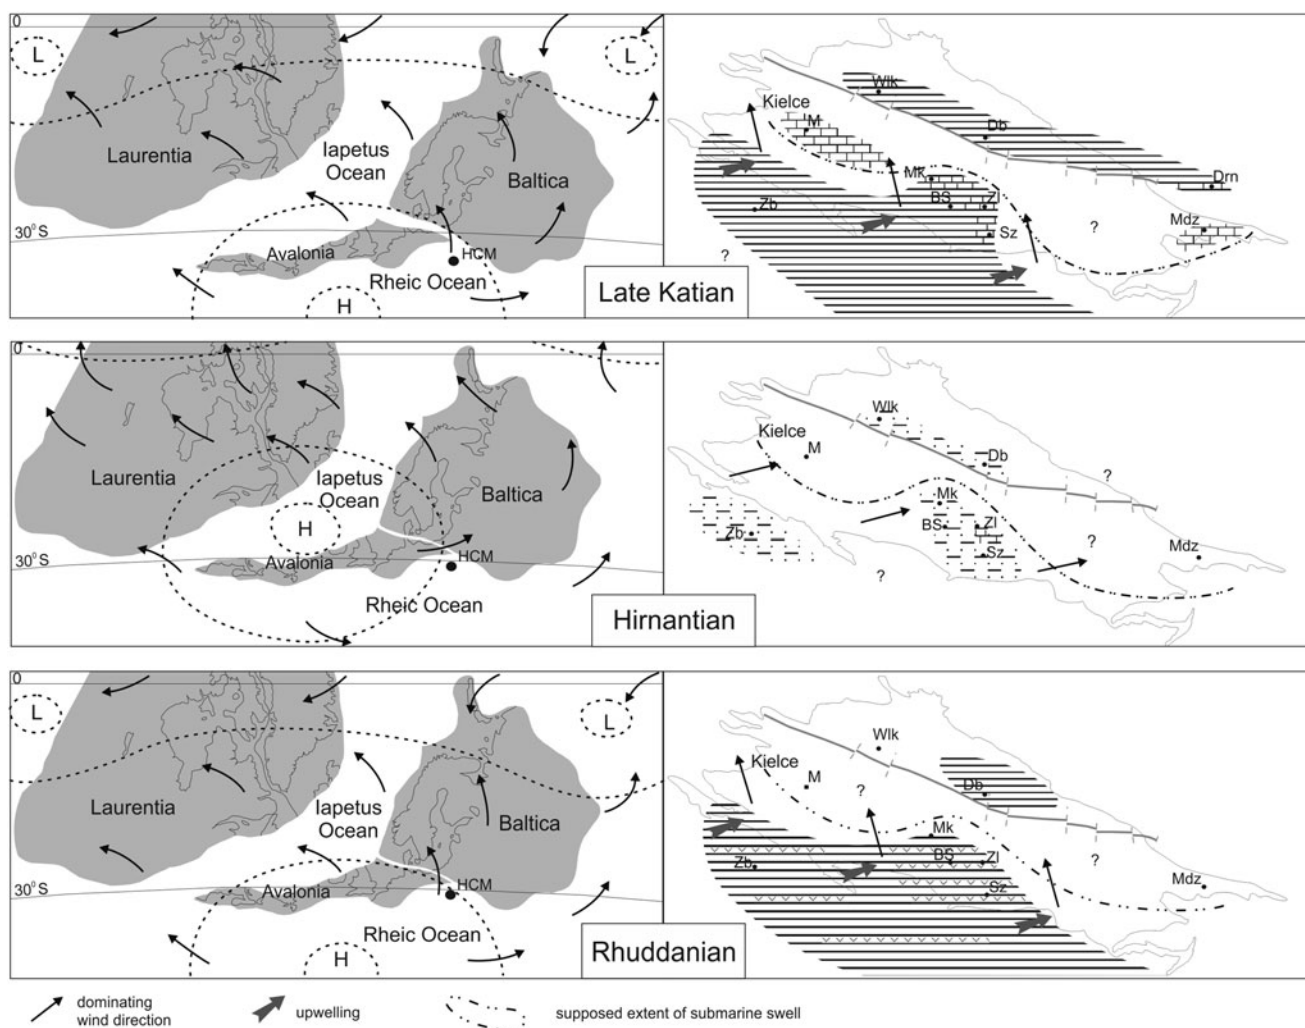 0
L
L
Laurentia
Iapetus
Ocean
Baltica
30°S
Avalonia
HCM
Rheic Ocean
H
Late Katian
Wlk
Kielce
M
Db
Mk
Drn
BS
Zl
Zb
Mdz
Sz
?
?
0
Laurentia
Iapetus
Ocean
Baltica
H
30°S
Avalonia
HCM
Rheic Ocean
Hirnantian
Wlk
Kielce
M
Db
?
Mk
BS
Zl
Zb
?
Sz
Mdz
?
0
L
L
Laurentia
Iapetus
Ocean
Baltica
30°S
Avalonia
HCM
Rheic Ocean
H
Rhuddanian
Wlk
Kielce
M
?
Db
Mk
BS
Zl
?
Zb
Mdz
Sz
dominating
wind direction
upwelling
supposed extent of submarine swell